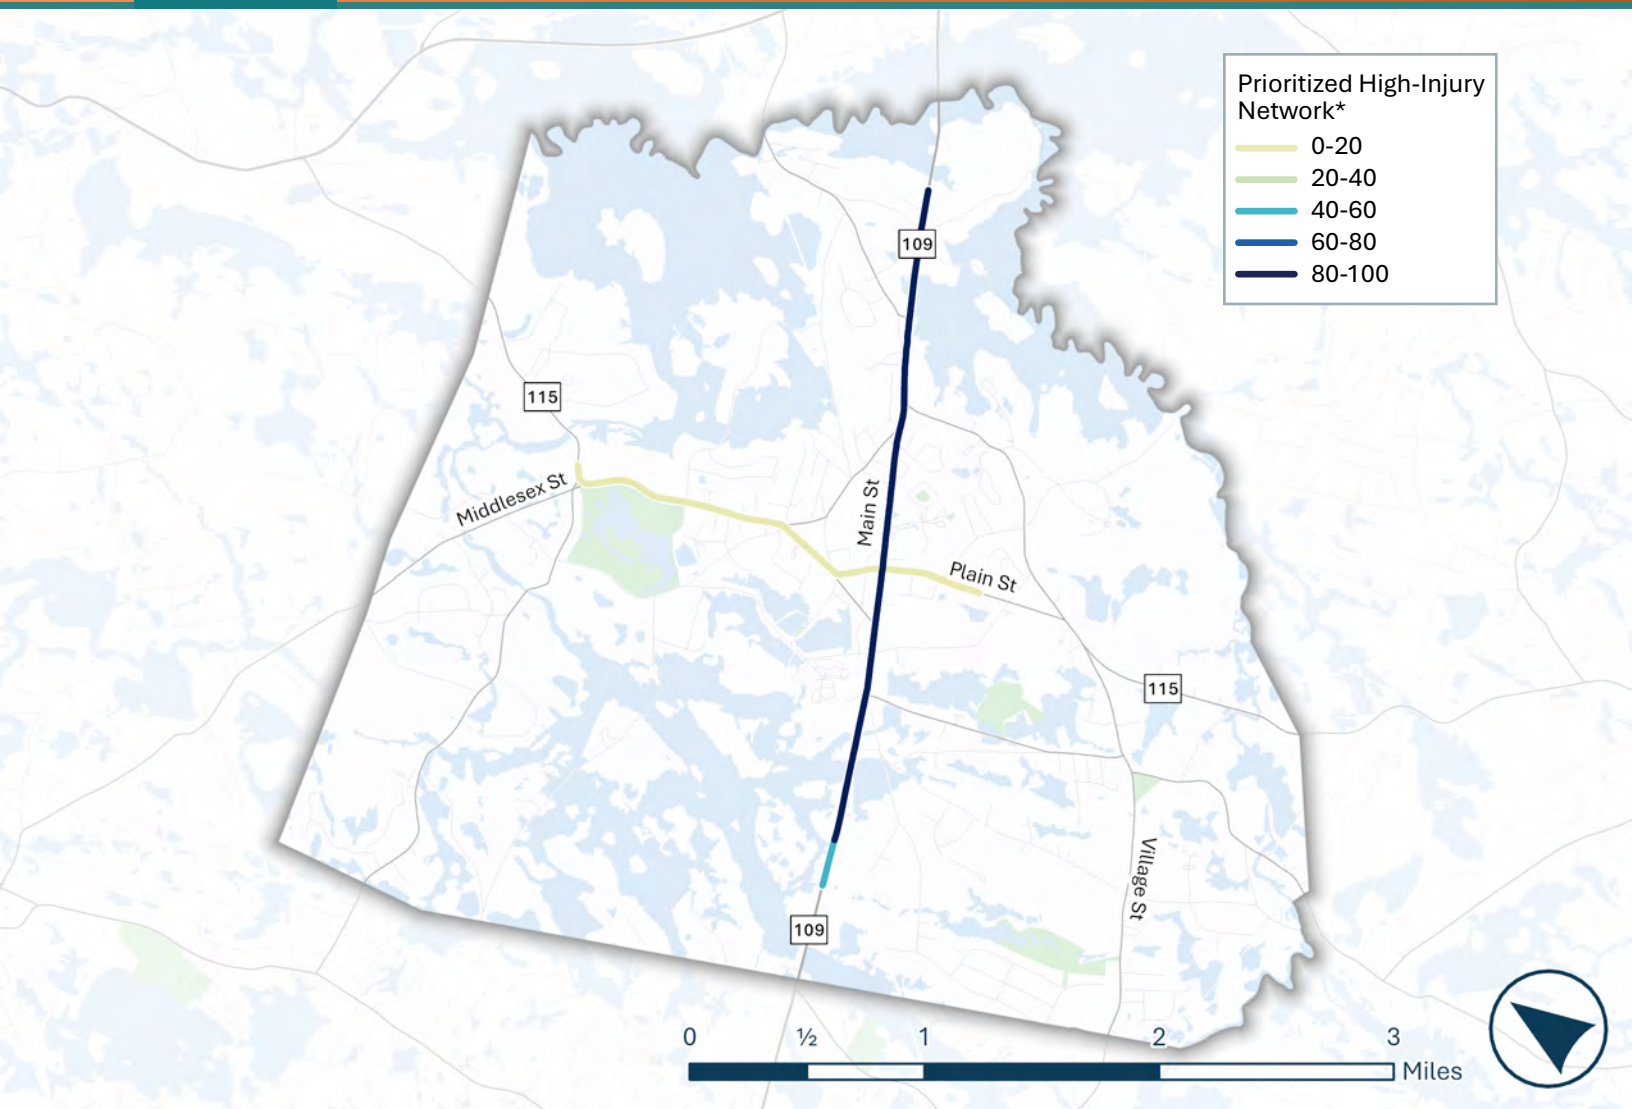 Prioritized High-Injury
Network*
0-20
20-40
40-60
60-80
80-100
109
115
Middlesex St
Main St
Plain St
115
Village St
109
0 ½ 1 2 3
Miles